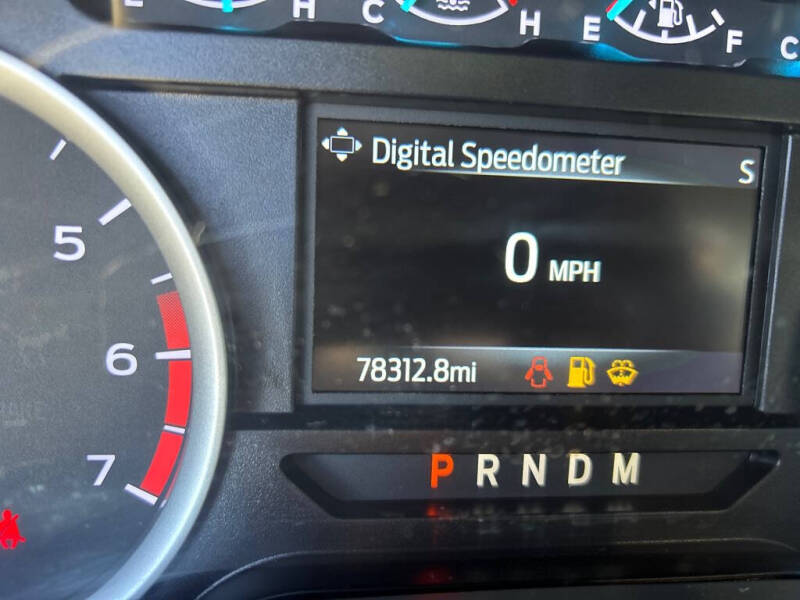 H
C
H
E
F
C
Digital Speedometer
S
5
0 MPH
6
78312.8mi
7
P R N D M